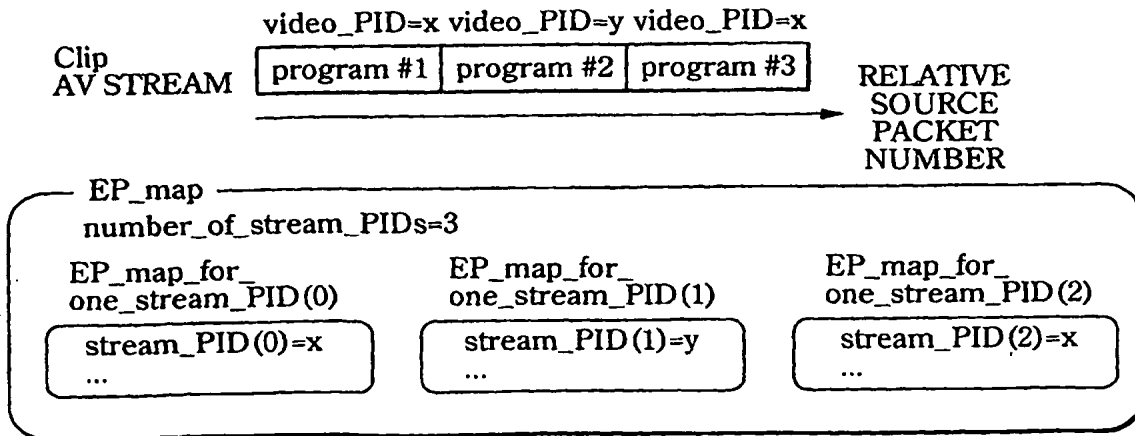 video_PID=x video_PID=y video_PID=x
Clip
AV STREAM
program #1 program #2 program #3
RELATIVE
SOURCE
PACKET
NUMBER
EP_map
number_of_stream_PIDs=3
EP_map_for_
one_stream_PID(0)
stream_PID(0)=x
...
EP_map_for_
one_stream_PID(1)
stream_PID(1)=y
...
EP_map_for_
one_stream_PID(2)
stream_PID(2)=x
...